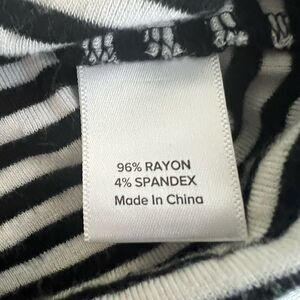 96% RAYON
4% SPANDEX
Made In China